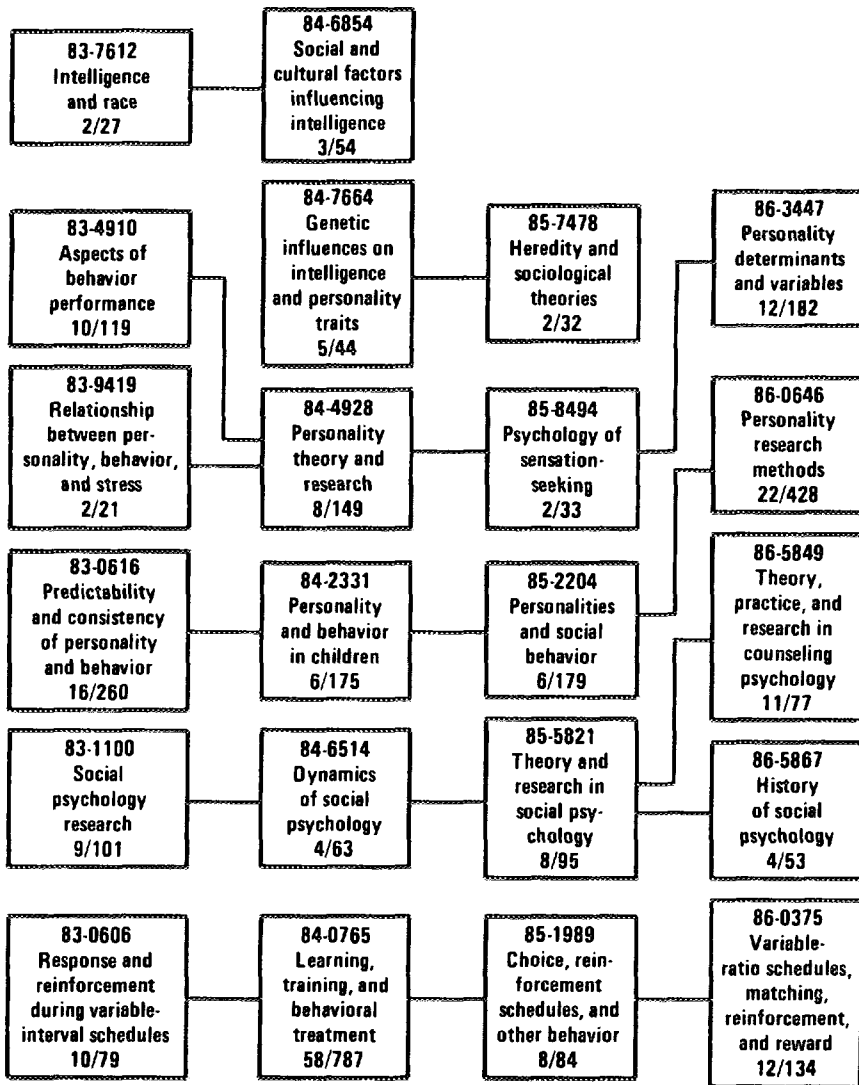 83-7612
Intelligence
and race
2/27
84-6854
Social and
cultural factors
influencing
intelligence
3/54
83-4910
Aspects of
behavior
performance
10/119
84-7664
Genetic
influences on
intelligence
and personality
traits
5/44
85-7478
Heredity and
sociological
theories
2/32
86-3447
Personality
determinants
and variables
12/182
83-9419
Relationship
between per-
sonality, behavior,
and stress
2/21
84-4928
Personality
theory and
research
8/149
85-8494
Psychology of
sensation-
seeking
2/33
86-0646
Personality
research
methods
22/428
83-0616
Predictability
and consistency
of personality
and behavior
16/260
84-2331
Personality
and behavior
in children
6/175
85-2204
Personalities
and social
behavior
6/179
86-5849
Theory,
practice, and
research in
counseling
psychology
11/77
83-1100
Social
psychology
research
9/101
84-6514
Dynamics
of social
psychology
4/63
85-5821
Theory and
research in
social psy-
chology
8/95
86-5867
History
of social
psychology
4/53
83-0606
Response and
reinforcement
during variable-
interval schedules
10/79
84-0765
Learning,
training, and
behavioral
treatment
58/787
85-1989
Choice, rein-
forcement
schedules, and
other behavior
8/84
86-0375
Variable-
ratio schedules,
matching,
reinforcement,
and reward
12/134